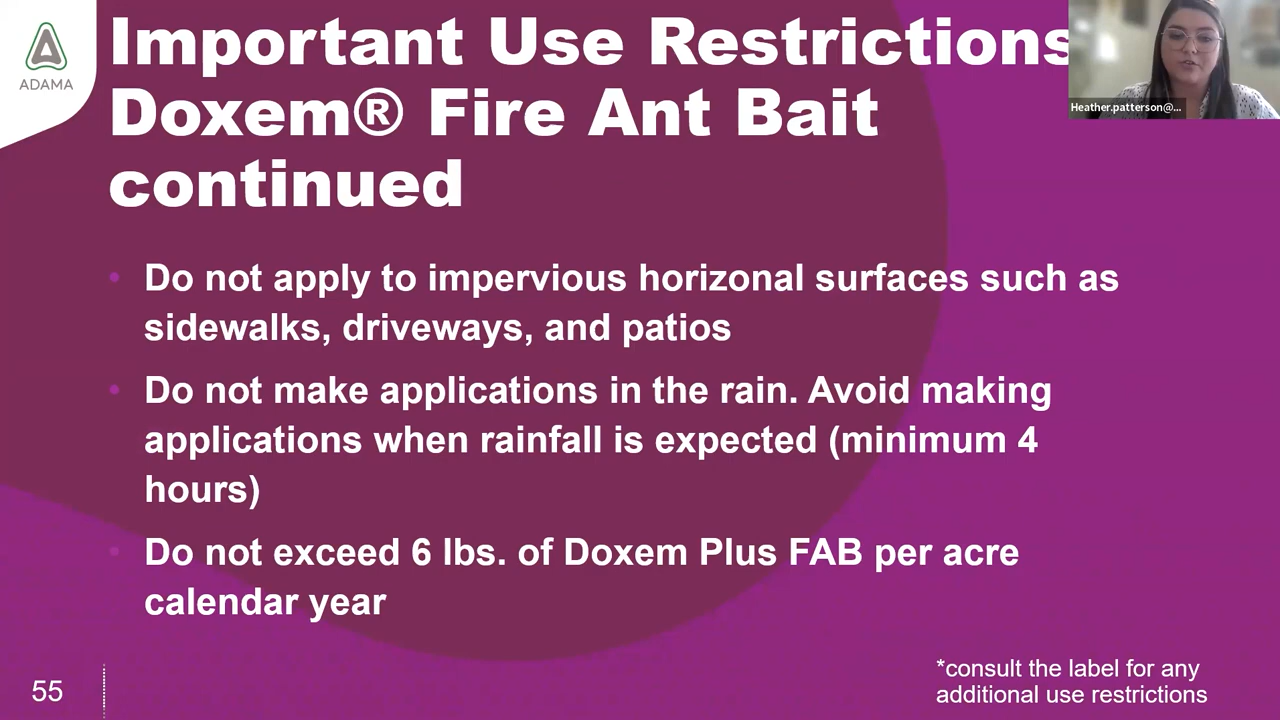 ADAMA
Important Use Restrictions
Doxem® Fire Ant Bait
continued
Heather.patterson@...
• Do not apply to impervious horizonal surfaces such as
sidewalks, driveways, and patios
• Do not make applications in the rain. Avoid making
applications when rainfall is expected (minimum 4
hours)
• Do not exceed 6 lbs. of Doxem Plus FAB per acre
calendar year
*consult the label for any
additional use restrictions
55